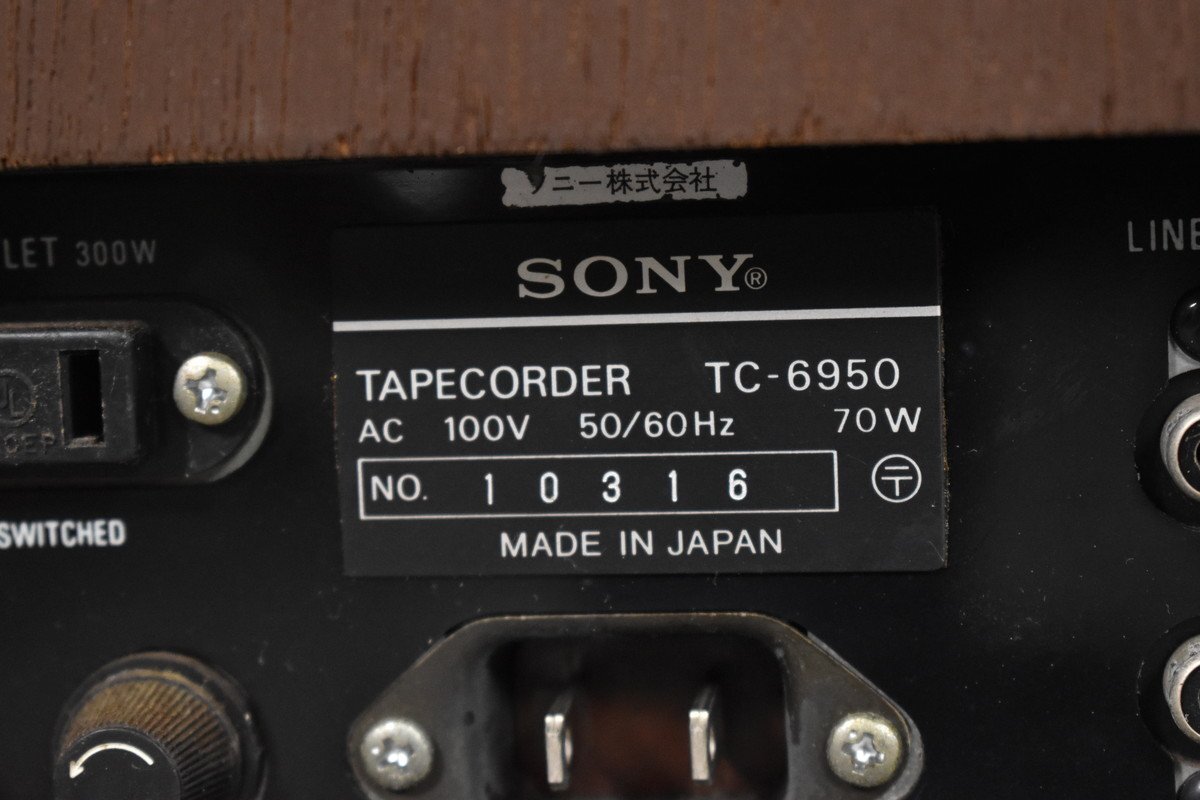 ソニー株式会社
LET 300W
SONY®
LINE
TAPECORDER TC-6950
AC 100V 50/60Hz 70W
NO. 10316
〒
MADE IN JAPAN
SWITCHED
UL